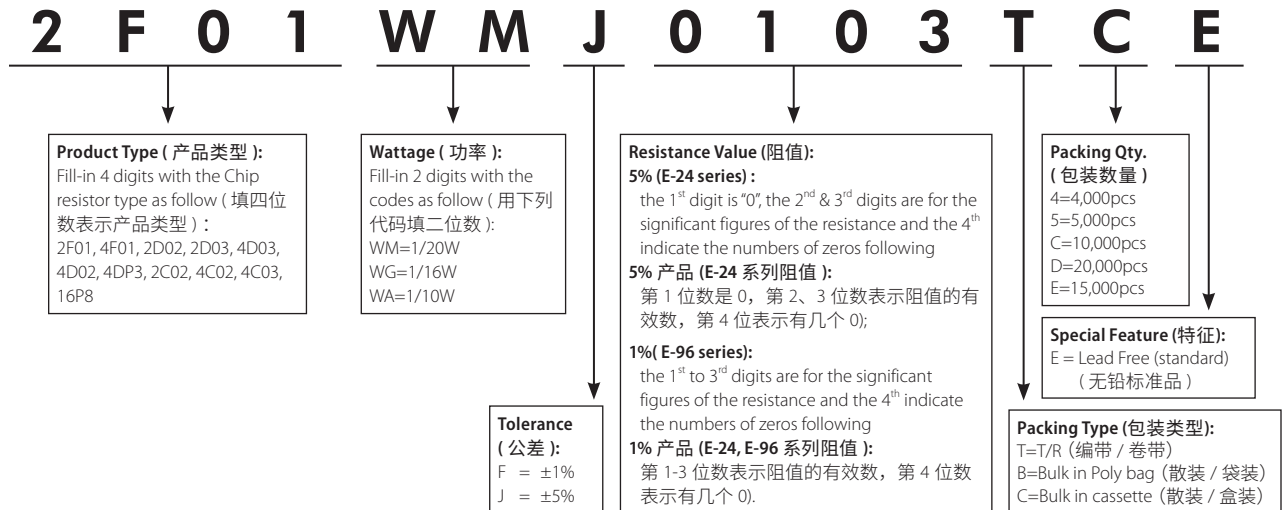 2 F 0 1 W M J 0 1 0 3 T C E
Product Type ( 产品类型 ):
Fill-in 4 digits with the Chip
resistor type as follow ( 填四位
数表示产品类型 ) :
2F01, 4F01, 2D02, 2D03, 4D03,
4D02, 4DP3, 2C02, 4C02, 4C03,
16P8
Wattage ( 功率 ):
Fill-in 2 digits with the
codes as follow ( 用下列
代码填二位数 ):
WM=1/20W
WG=1/16W
WA=1/10W
Tolerance
( 公差 ):
F = ±1%
J = ±5%
Resistance Value (阻值):
5% (E-24 series) :
the 1st digit is “0”, the 2nd & 3rd digits are for the
significant figures of the resistance and the 4th
indicate the numbers of zeros following
5% 产品 (E-24 系列阻值 ):
第 1 位数是 0，第 2、3 位数表示阻值的有
效数，第 4 位表示有几个 0);
1%( E-96 series):
the 1st to 3rd digits are for the significant
figures of the resistance and the 4th indicate
the numbers of zeros following
1% 产品 (E-24, E-96 系列阻值 ):
第 1-3 位数表示阻值的有效数，第 4 位数
表示有几个 0).
Packing Qty.
( 包装数量 )
4=4,000pcs
5=5,000pcs
C=10,000pcs
D=20,000pcs
E=15,000pcs
Special Feature (特征):
E = Lead Free (standard)
( 无铅标准品 )
Packing Type (包装类型):
T=T/R（编带 / 卷带）
B=Bulk in Poly bag（散装 / 袋装）
C=Bulk in cassette（散装 / 盒装）